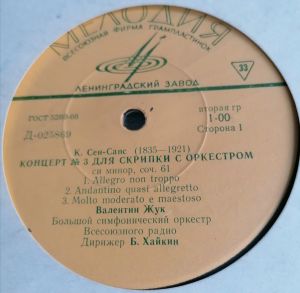 МЕЛОДИЯ
ВСЕСОЮЗНАЯ ФИРМА ГРАМПЛАСТИНОК
33
ЛЕНИНГРАДСКИЙ ЗАВОД
ГОСТ 5289-68
Д-025869
вторая гр
1-00
Сторона 1
К. Сен-Санс (1835—1921)
КОНЦЕРТ № 3 ДЛЯ СКРИПКИ С ОРКЕСТРОМ
си минор, соч. 61
1. Allegro non troppo
2. Andantino quasi allegretto
3. Molto moderato e maestoso
Валентин Жук
Большой симфонический оркестр
Всесоюзного радио
Дирижер Б. Хайкин